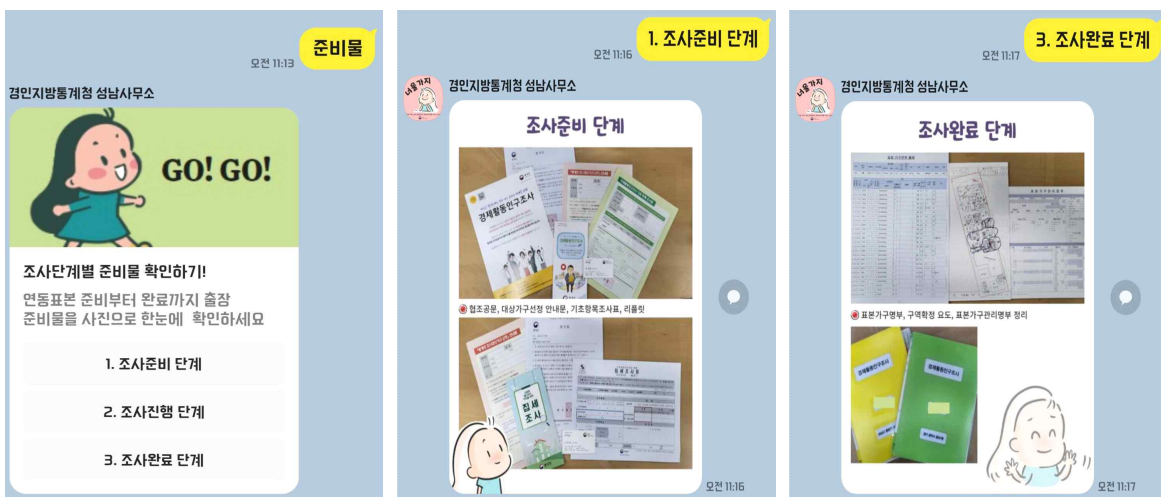 준비물
오전 11:13
경인지방통계청 성남사무소
GO! GO!
조사단계별 준비물 확인하기!
연동표본 준비부터 완료까지 출장
준비물을 사진으로 한눈에 확인하세요
1. 조사준비 단계
2. 조사진행 단계
3. 조사완료 단계
1. 조사준비 단계
오전 11:16
경인지방통계청 성남사무소
조사준비 단계
경제활동인구조사
협조공문, 대상가구선정 안내문, 기초항목조사표, 리플릿
집세
조사
오전 11:16
3. 조사완료 단계
오전 11:17
경인지방통계청 성남사무소
조사완료 단계
표본가구명부, 구역확정 요도, 표본가구관리명부 정리
경제활동인구조사
경제활동인구조사
오전 11:17